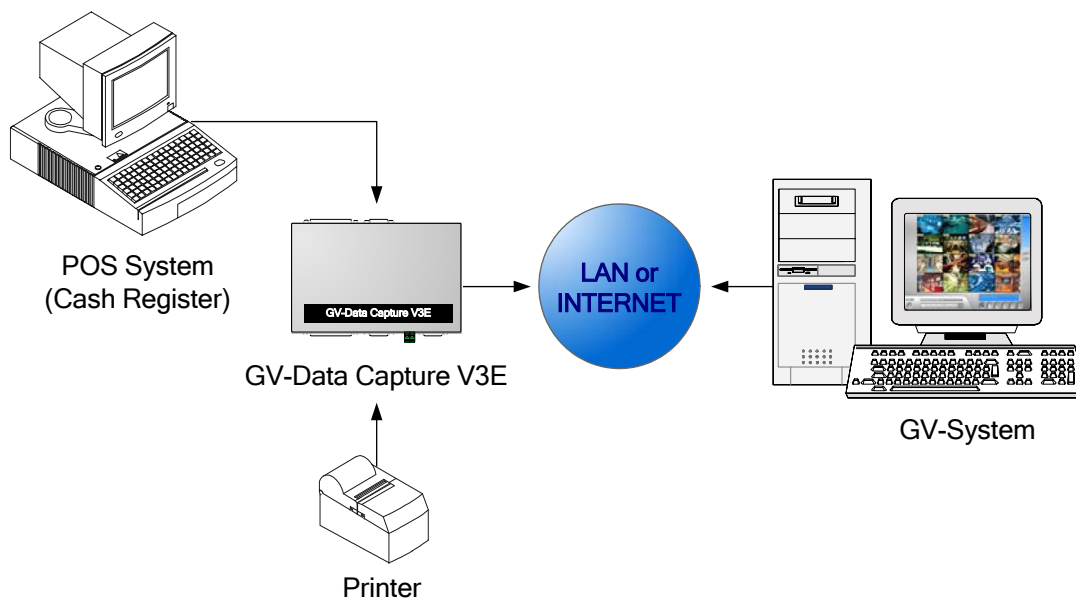 POS System
(Cash Register)
GV-Data Capture V3E
GV-Data Capture V3E
LAN or
INTERNET
GV-System
Printer